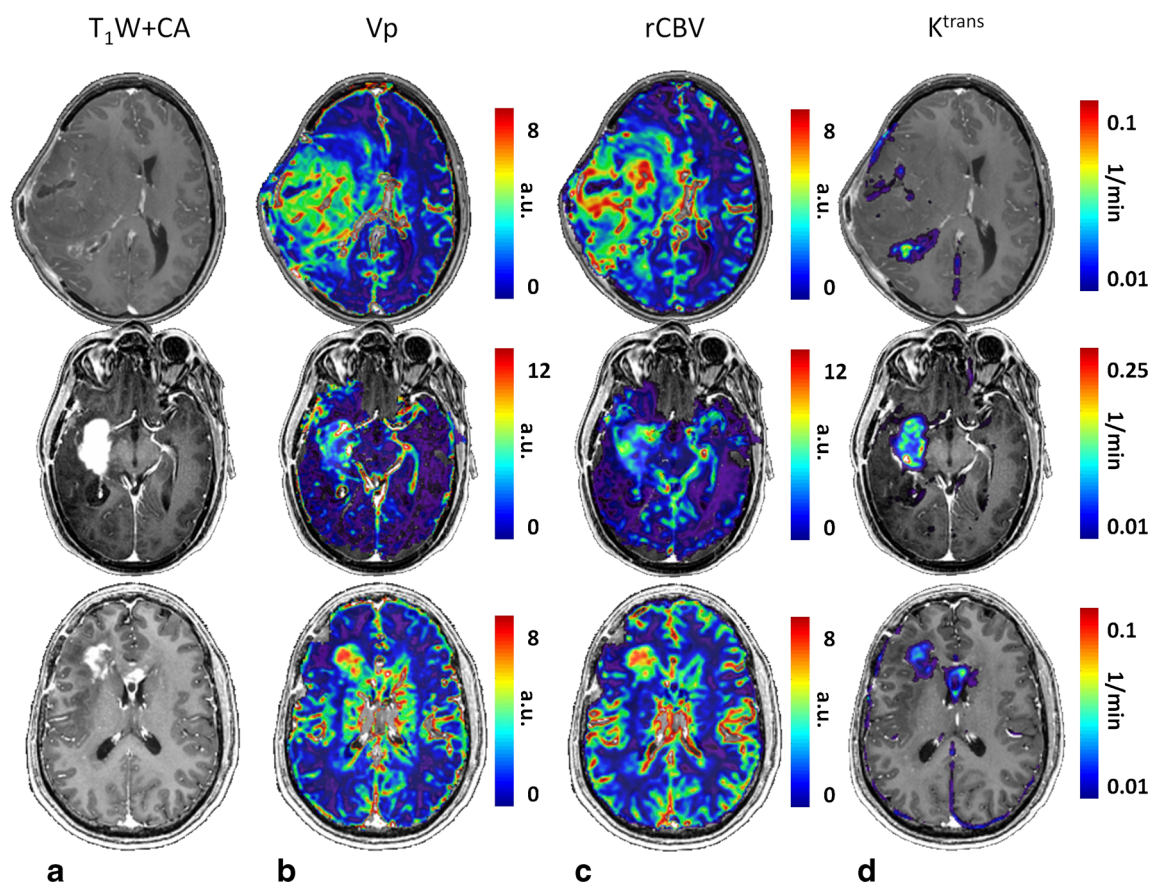 T₁W+CA Vp rCBV Kᵗʳᵃⁿˢ
8 a.u. 0 8 a.u. 0 0.1 1/min 0.01
12 a.u. 0 12 a.u. 0 0.25 1/min 0.01
8 a.u. 0 8 a.u. 0 0.1 1/min 0.01
a b c d